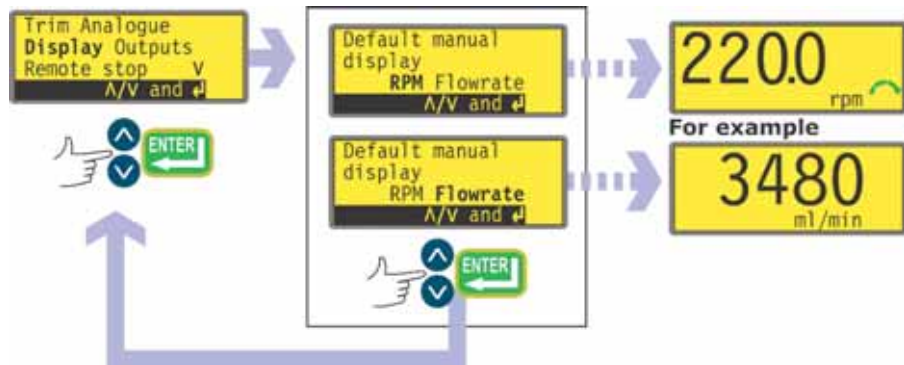 Trim Analogue
Display Outputs
Remote stop V
Λ/V and ↲
ENTER
Default manual
display
RPM Flowrate
Λ/V and ↲
Default manual
display
RPM Flowrate
Λ/V and ↲
ENTER
220.0
rpm
For example
3480
ml/min